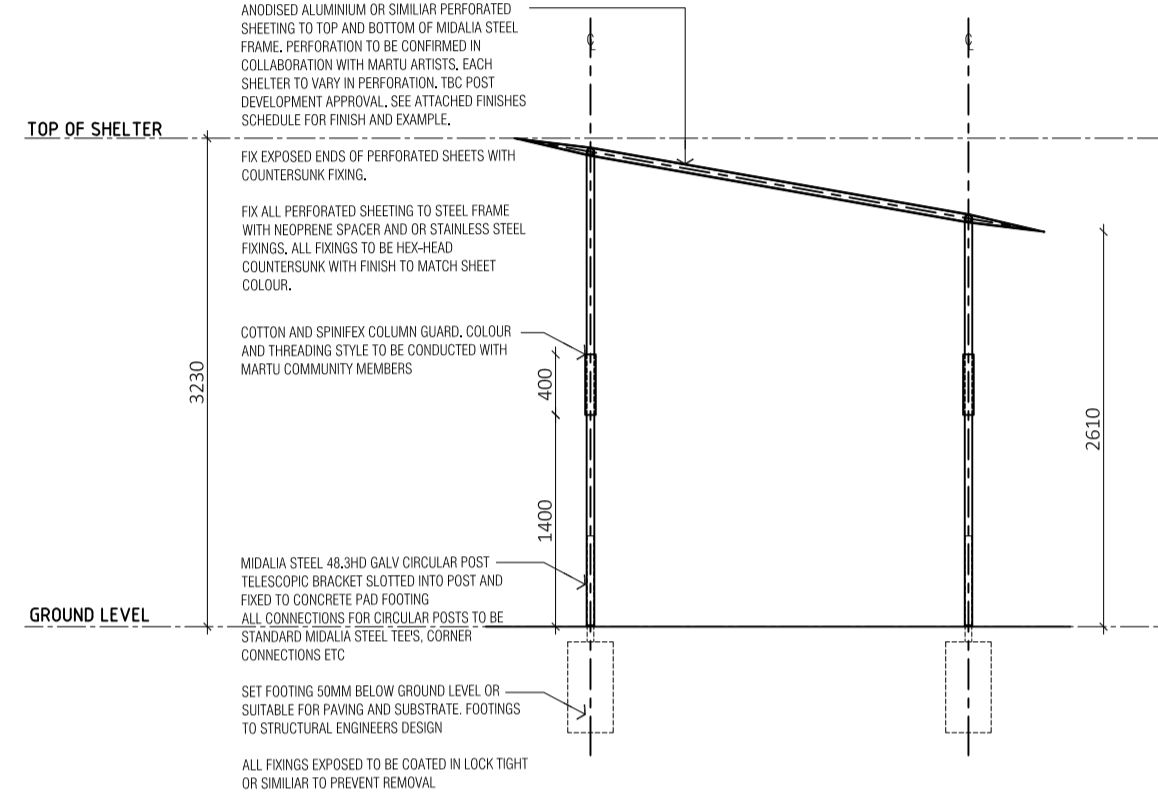 ANODISED ALUMINIUM OR SIMILIAR PERFORATED
SHEETING TO TOP AND BOTTOM OF MIDALIA STEEL
FRAME. PERFORATION TO BE CONFIRMED IN
COLLABORATION WITH MARTU ARTISTS. EACH
SHELTER TO VARY IN PERFORATION. TBC POST
DEVELOPMENT APPROVAL. SEE ATTACHED FINISHES
SCHEDULE FOR FINISH AND EXAMPLE.
TOP OF SHELTER
FIX EXPOSED ENDS OF PERFORATED SHEETS WITH
COUNTERSUNK FIXING.
FIX ALL PERFORATED SHEETING TO STEEL FRAME
WITH NEOPRENE SPACER AND OR STAINLESS STEEL
FIXINGS. ALL FIXINGS TO BE HEX-HEAD
COUNTERSUNK WITH FINISH TO MATCH SHEET
COLOUR.
COTTON AND SPINIFEX COLUMN GUARD. COLOUR
AND THREADING STYLE TO BE CONDUCTED WITH
MARTU COMMUNITY MEMBERS
3230
400
2610
1400
MIDALIA STEEL 48.3HD GALV CIRCULAR POST
TELESCOPIC BRACKET SLOTTED INTO POST AND
FIXED TO CONCRETE PAD FOOTING
ALL CONNECTIONS FOR CIRCULAR POSTS TO BE
STANDARD MIDALIA STEEL TEE'S, CORNER
CONNECTIONS ETC
GROUND LEVEL
SET FOOTING 50MM BELOW GROUND LEVEL OR
SUITABLE FOR PAVING AND SUBSTRATE. FOOTINGS
TO STRUCTURAL ENGINEERS DESIGN
ALL FIXINGS EXPOSED TO BE COATED IN LOCK TIGHT
OR SIMILIAR TO PREVENT REMOVAL